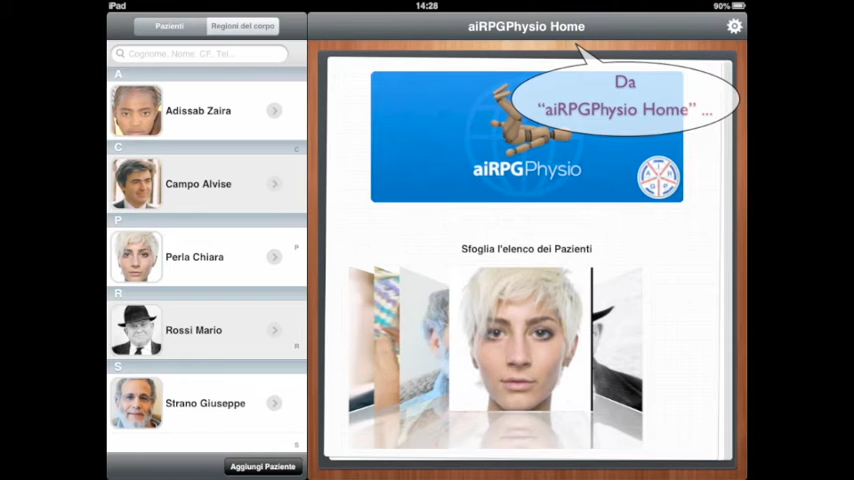 iPad
14:28
90%
Pazienti
Regioni del corpo
aiRPGPhysio Home
Cognome, Nome, CF, Tel...
A
Adissab Zaira
C
Campo Alvise
P
Perla Chiara
R
Rossi Mario
S
Strano Giuseppe
C
P
R
S
Aggiungi Paziente
Da
“aiRPGPhysio Home” ...
aiRPGPhysio
Sfoglia l'elenco dei Pazienti